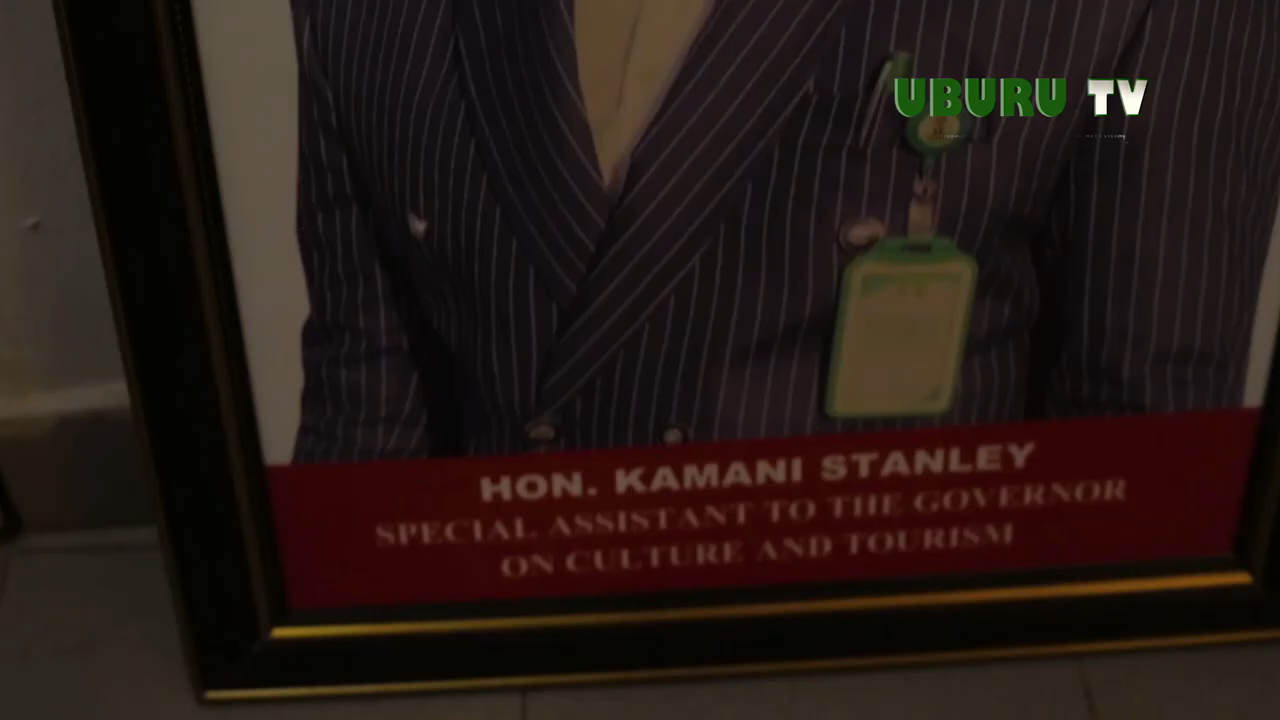 UBURU TV
HON. KAMANI STANLEY
SPECIAL ASSISTANT TO THE GOVERNOR
ON CULTURE AND TOURISM